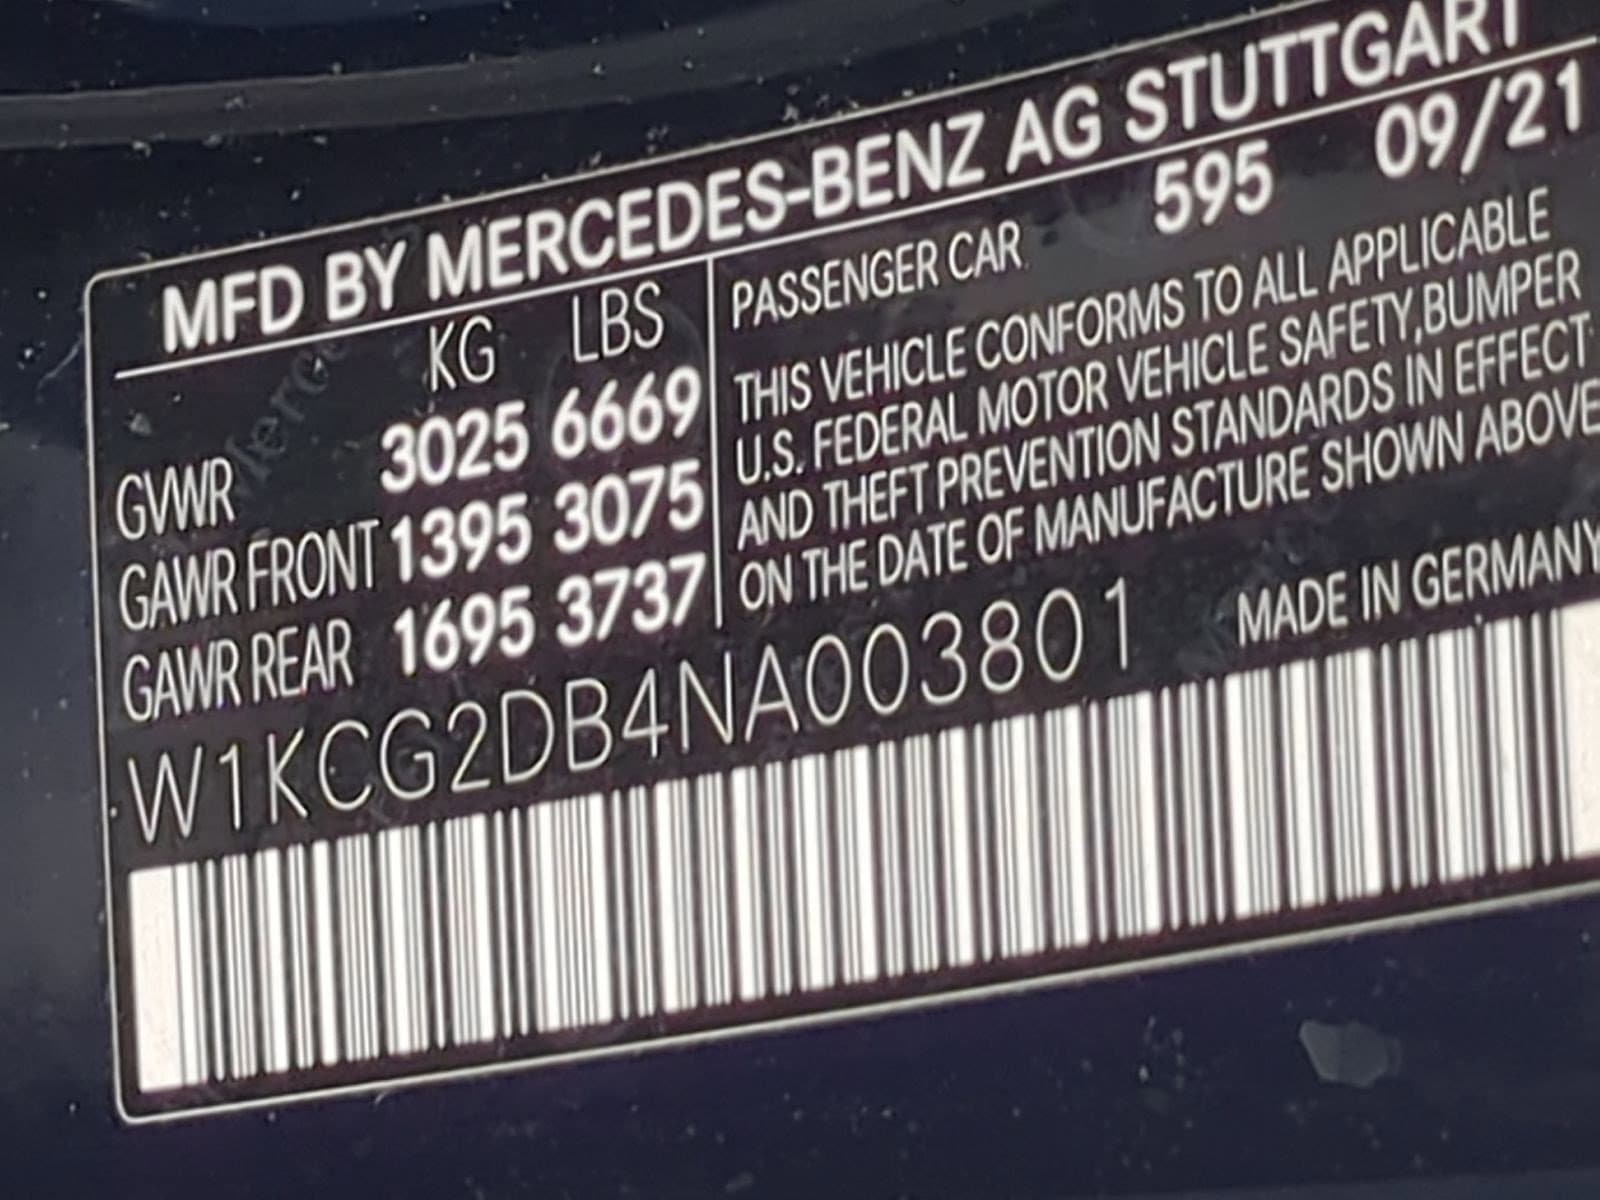 MFD BY MERCEDES-BENZ AG STUTTGART
KG LBS
GVWR 3025 6669
GAWR FRONT 1395 3075
GAWR REAR 1695 3737
PASSENGER CAR 595 09/21
THIS VEHICLE CONFORMS TO ALL APPLICABLE
U.S. FEDERAL MOTOR VEHICLE SAFETY,BUMPER
AND THEFT PREVENTION STANDARDS IN EFFECT
ON THE DATE OF MANUFACTURE SHOWN ABOVE
W1KCG2DB4NA003801 MADE IN GERMANY